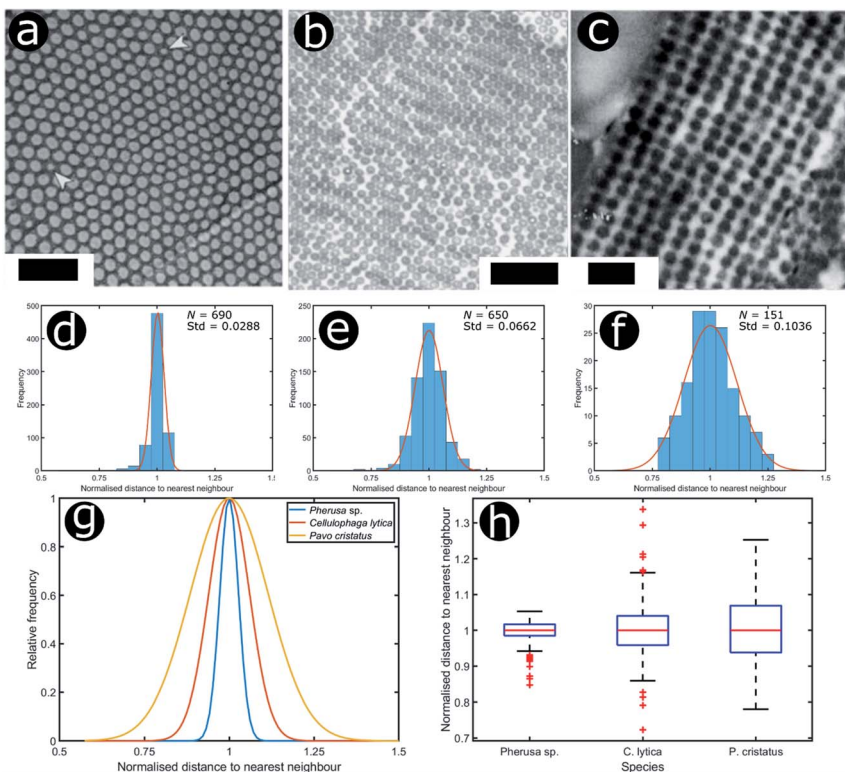 a
b
c
d
N = 690
Std = 0.0288
500
400
300
200
100
0
Frequency
0.5
0.75
1
1.25
1.5
Normalised distance to nearest neighbour
e
N = 650
Std = 0.0662
300
250
200
150
100
50
0
Frequency
0.5
0.75
1
1.25
1.5
Normalised distance to nearest neighbour
f
N = 151
Std = 0.1036
30
25
20
15
10
5
0
Frequency
0.5
0.75
1
1.25
1.5
Normalised distance to nearest neighbour
g
Pherusa sp.
Cellulophaga lytica
Pavo cristatus
1
0.8
0.6
0.4
0.2
0
Relative frequency
0.5
0.75
1
1.25
1.5
Normalised distance to nearest neighbour
h
1.3
1.2
1.1
1
0.9
0.8
0.7
Normalised distance to nearest neighbour
Pherusa sp.
C. lytica
P. cristatus
Species